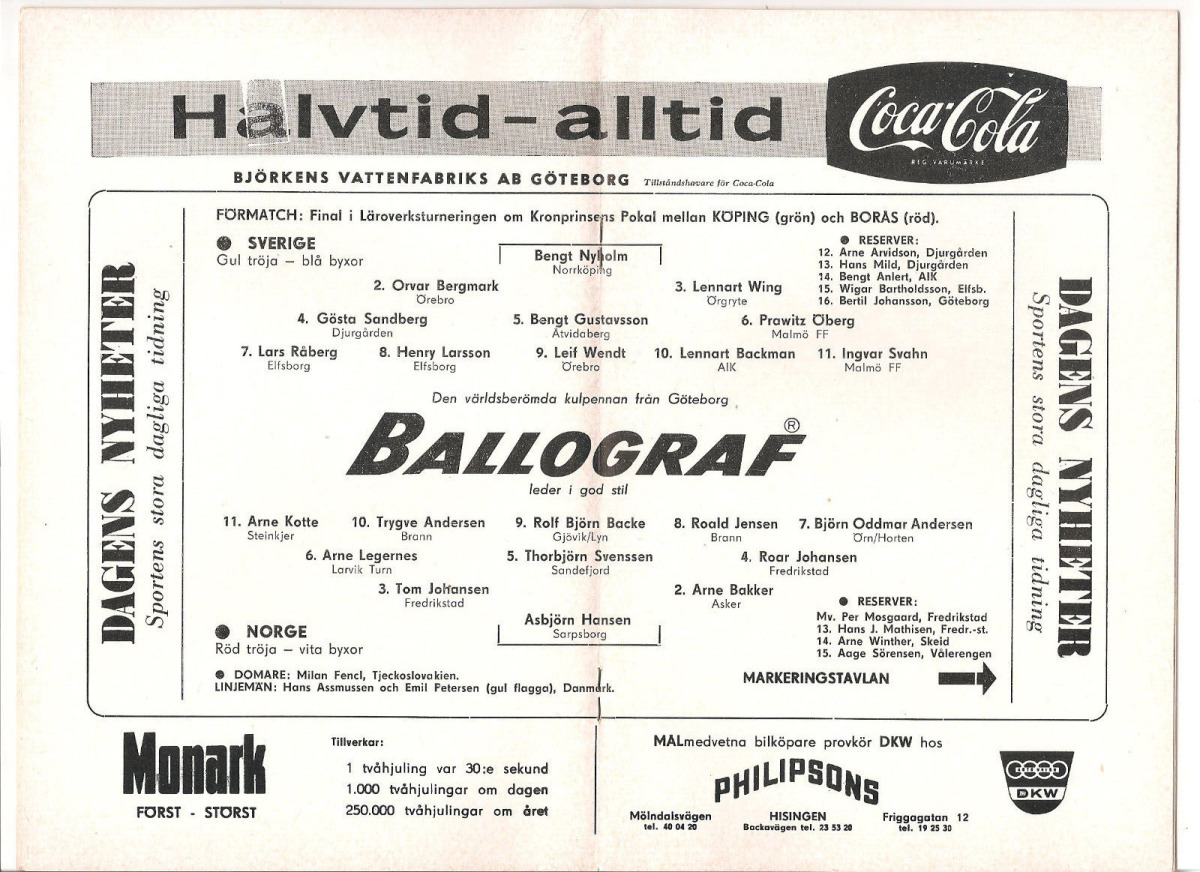 Halvtid – alltid
Coca-Cola
REG. VARUMÄRKE
BJÖRKENS VATTENFABRIKS AB GÖTEBORG Tillståndshavare för Coca-Cola
DAGENS NYHETER
Sportens stora dagliga tidning
FÖRMATCH: Final i Läroverksturneringen om Kronprinsens Pokal mellan KÖPING (grön) och BORÅS (röd).
● SVERIGE
Gul tröja – blå byxor
Bengt Nyholm
Norrköping
● RESERVER:
12. Arne Arvidson, Djurgården
13. Hans Mild, Djurgården
14. Bengt Anlert, AIK
15. Wigar Bartholdsson, Elfsb.
16. Bertil Johansson, Göteborg
2. Orvar Bergmark 3. Lennart Wing
Örebro Örgryte
4. Gösta Sandberg 5. Bengt Gustavsson 6. Prawitz Öberg
Djurgården Åtvidaberg Malmö FF
7. Lars Råberg 8. Henry Larsson 9. Leif Wendt 10. Lennart Backman 11. Ingvar Svahn
Elfsborg Elfsborg Örebro AIK Malmö FF
Den världsberömda kulpennan från Göteborg
BALLOGRAF®
leder i god stil
11. Arne Kotte 10. Trygve Andersen 9. Rolf Björn Backe 8. Roald Jensen 7. Björn Oddmar Andersen
Steinkjer Brann Gjövik/Lyn Brann Örn/Horten
6. Arne Legernes 5. Thorbjörn Svenssen 4. Roar Johansen
Larvik Turn Sandefjord Fredrikstad
3. Tom Johansen 2. Arne Bakker
Fredrikstad Asker
Asbjörn Hansen
Sarpsborg
● NORGE
Röd tröja – vita byxor
● RESERVER:
Mv. Per Mosgaard, Fredrikstad
13. Hans J. Mathisen, Fredr.-st.
14. Arne Winther, Skeid
15. Aage Sörensen, Vålerengen
● DOMARE: Milan Fencl, Tjeckoslovakien.
LINJEMÄN: Hans Assmussen och Emil Petersen (gul flagga), Danmark.
MARKERINGSTAVLAN
DAGENS NYHETER
Sportens stora dagliga tidning
Monark
FÖRST - STÖRST
Tillverkar:
1 tvåhjuling var 30:e sekund
1.000 tvåhjulingar om dagen
250.000 tvåhjulingar om året
MÅLmedvetna bilköpare provkör DKW hos
PHILIPSONS
Mölndalsvägen HISINGEN Friggagatan 12
tel. 40 04 20 Backavägen tel. 23 53 20 tel. 19 25 30
AUTO UNION
DKW